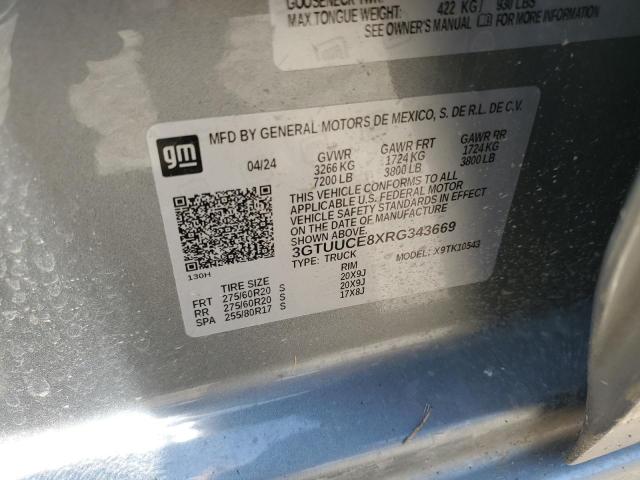 GOOSENECK TWR:
MAX TONGUE WEIGHT: 422 KG/ 930 LBS
SEE OWNER'S MANUAL FOR MORE INFORMATION
gm
MFD BY GENERAL MOTORS DE MEXICO, S. DE R.L. DE C.V.
04/24
GVWR GAWR FRT GAWR RR
3266 KG 1724 KG 1724 KG
7200 LB 3800 LB 3800 LB
THIS VEHICLE CONFORMS TO ALL
APPLICABLE U.S. FEDERAL MOTOR
VEHICLE SAFETY STANDARDS IN EFFECT
ON THE DATE OF MANUFACTURE
SHOWN ABOVE.
3GTUUCE8XRG343669
TYPE: TRUCK MODEL: X9TK10543
130H
TIRE SIZE RIM
FRT 275/60R20 S 20X9J
RR 275/60R20 S 20X9J
SPA 255/80R17 S 17X8J